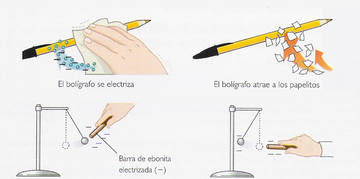 El bolígrafo se electriza
El bolígrafo atrae a los papelitos
Barra de ebonita
electrizada (−)